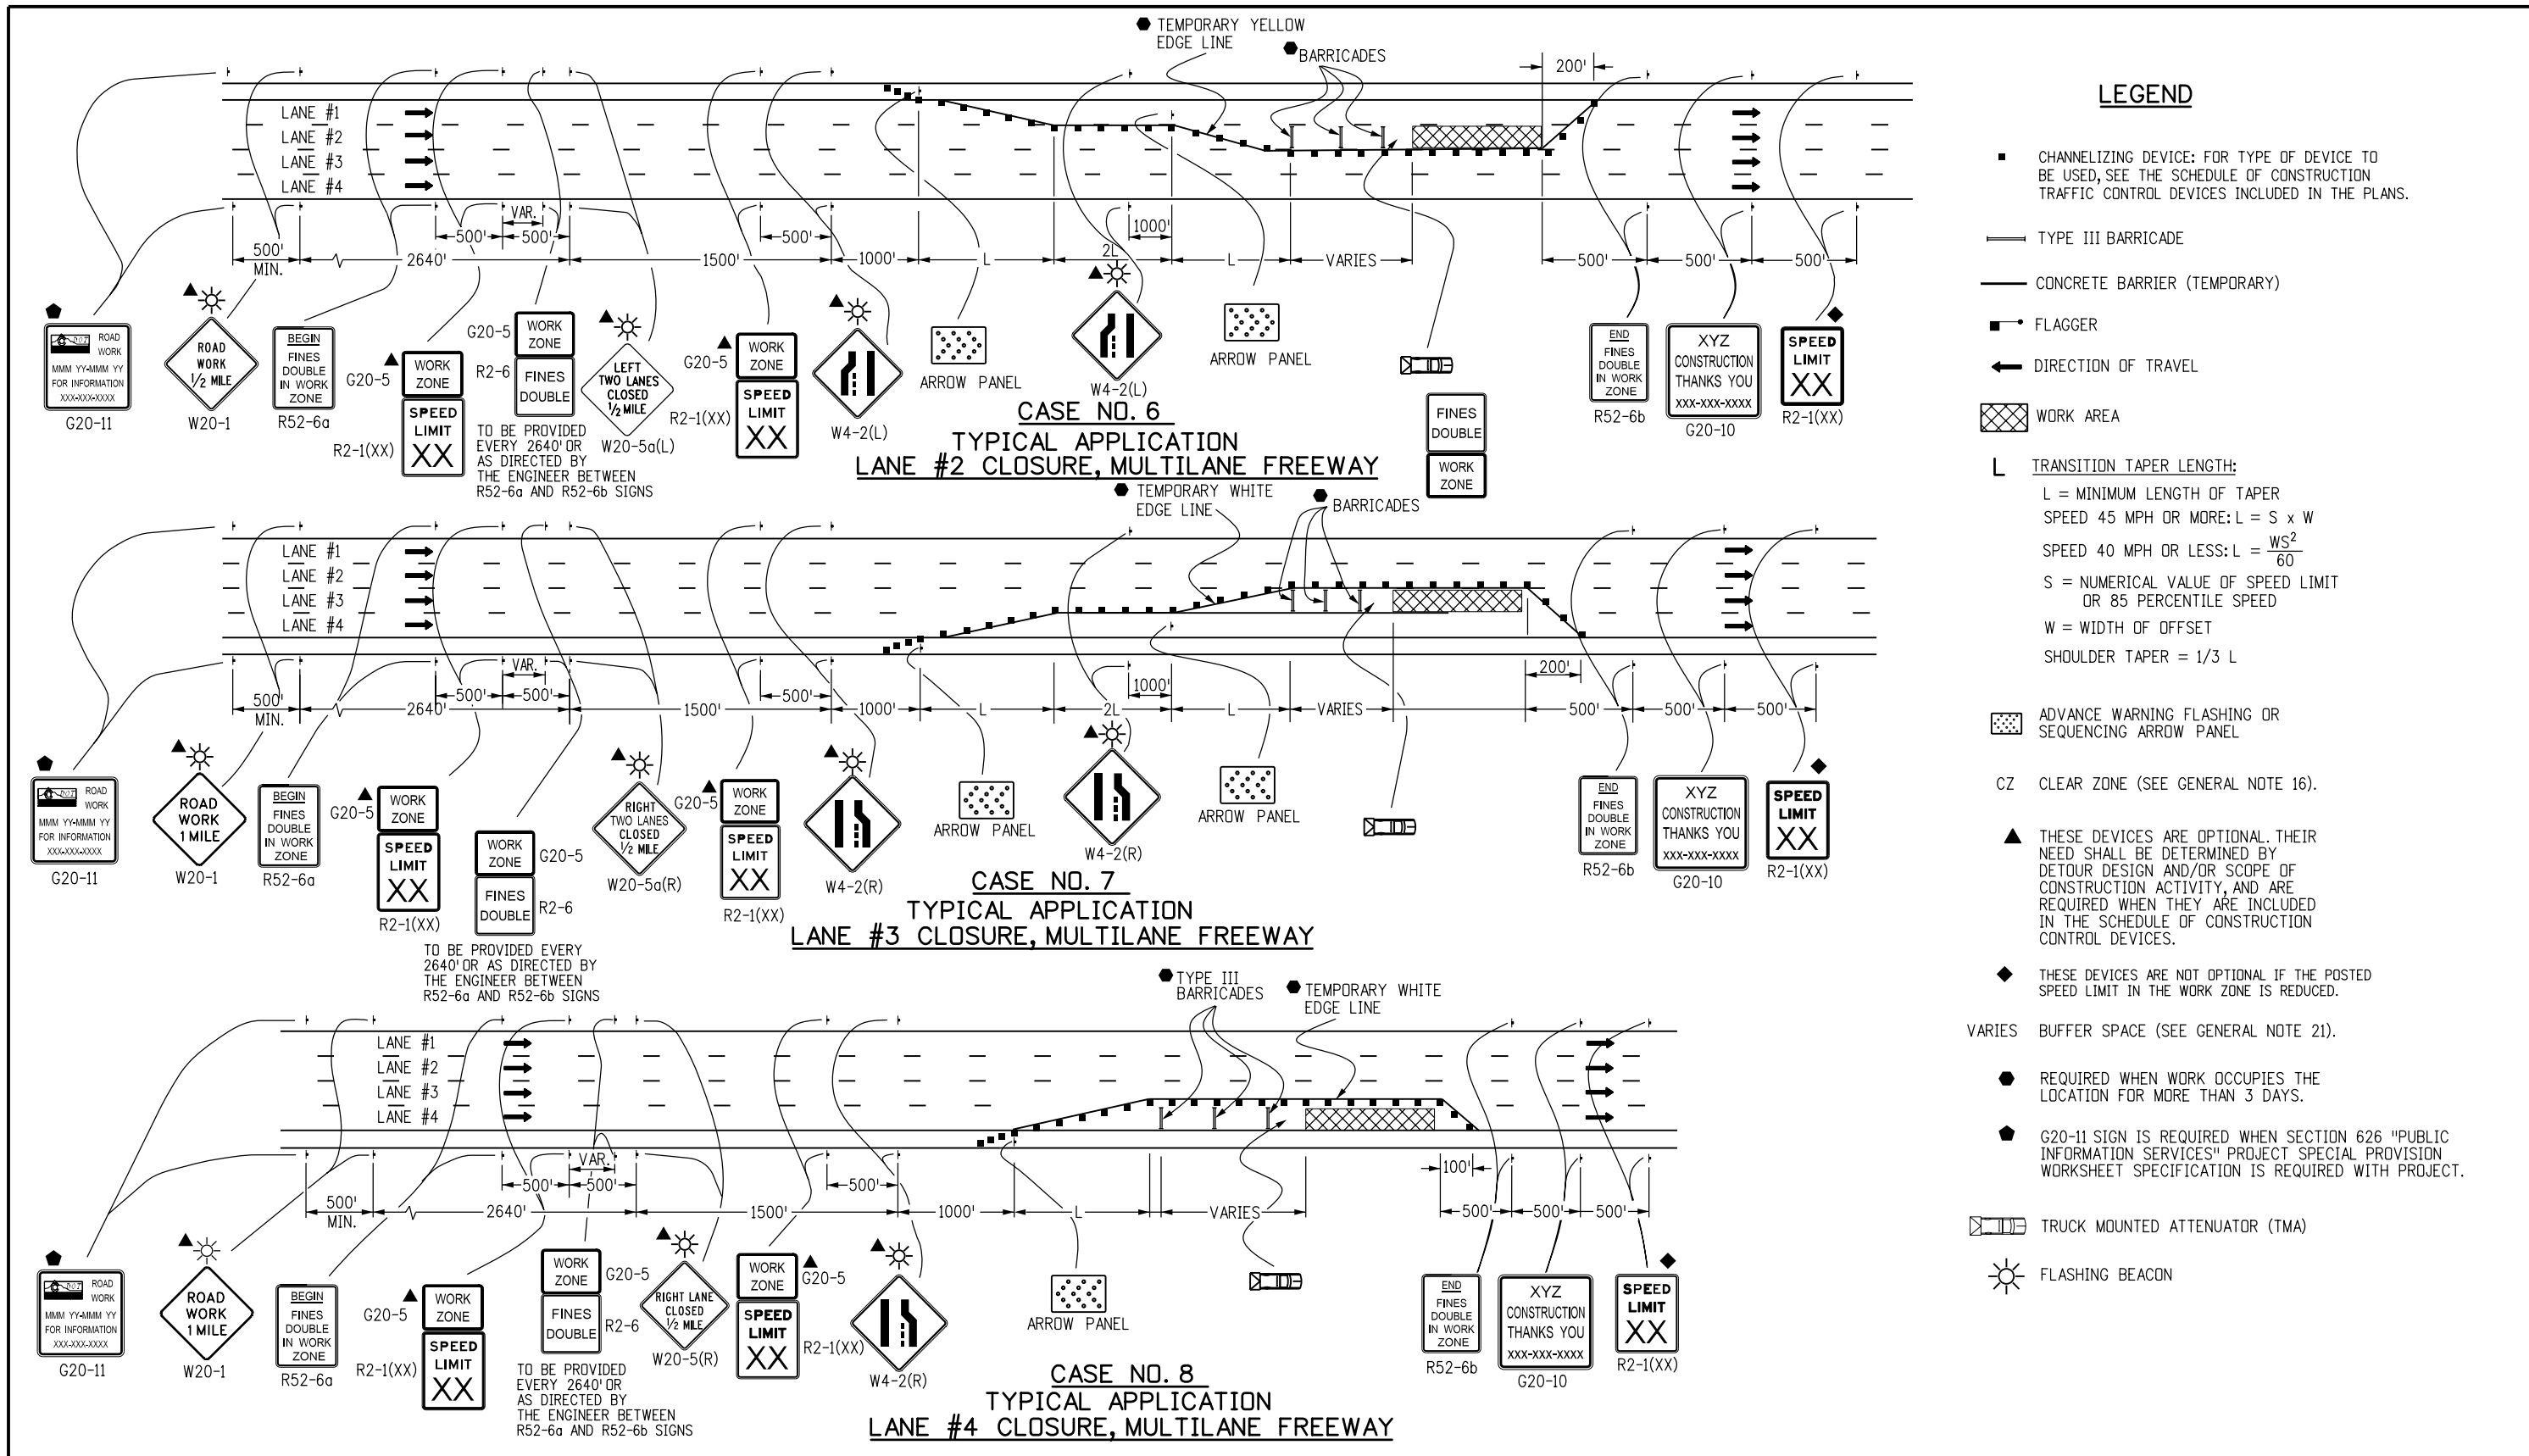 TEMPORARY YELLOW
EDGE LINE
BARRICADES
200'
LANE #1
LANE #2
LANE #3
LANE #4
VAR.
500'
500'
500'
1000'
500'
MIN.
2640'
1500'
1000'
L
2L
L
VARIES
500'
500'
500'
DOT
ROAD
WORK
MMM YY-MMM YY
FOR INFORMATION
XXX-XXX-XXXX
G20-11
ROAD
WORK
1/2 MILE
W20-1
BEGIN
FINES
DOUBLE
IN WORK
ZONE
R52-6a
G20-5
WORK
ZONE
SPEED
LIMIT
XX
R2-1(XX)
G20-5
WORK
ZONE
R2-6
FINES
DOUBLE
TO BE PROVIDED
EVERY 2640' OR
AS DIRECTED BY
THE ENGINEER BETWEEN
R52-6a AND R52-6b SIGNS
LEFT
TWO LANES
CLOSED
1/2 MILE
W20-5a(L)
G20-5
WORK
ZONE
SPEED
LIMIT
XX
R2-1(XX)
W4-2(L)
ARROW PANEL
W4-2(L)
ARROW PANEL
FINES
DOUBLE
WORK
ZONE
END
FINES
DOUBLE
IN WORK
ZONE
R52-6b
XYZ
CONSTRUCTION
THANKS YOU
XXX-XXX-XXXX
G20-10
SPEED
LIMIT
XX
R2-1(XX)
CASE NO. 6
TYPICAL APPLICATION
LANE #2 CLOSURE, MULTILANE FREEWAY
TEMPORARY WHITE
EDGE LINE
BARRICADES
LANE #1
LANE #2
LANE #3
LANE #4
VAR.
500'
500'
500'
1000'
200'
500'
MIN.
2640'
1500'
1000'
L
2L
L
VARIES
500'
500'
500'
DOT
ROAD
WORK
MMM YY-MMM YY
FOR INFORMATION
XXX-XXX-XXXX
G20-11
ROAD
WORK
1 MILE
W20-1
BEGIN
FINES
DOUBLE
IN WORK
ZONE
R52-6a
G20-5
WORK
ZONE
SPEED
LIMIT
XX
R2-1(XX)
WORK
ZONE
G20-5
FINES
DOUBLE
R2-6
TO BE PROVIDED EVERY
2640' OR AS DIRECTED BY
THE ENGINEER BETWEEN
R52-6a AND R52-6b SIGNS
RIGHT
TWO LANES
CLOSED
1/2 MILE
W20-5a(R)
G20-5
WORK
ZONE
SPEED
LIMIT
XX
R2-1(XX)
W4-2(R)
ARROW PANEL
W4-2(R)
ARROW PANEL
END
FINES
DOUBLE
IN WORK
ZONE
R52-6b
XYZ
CONSTRUCTION
THANKS YOU
XXX-XXX-XXXX
G20-10
SPEED
LIMIT
XX
R2-1(XX)
CASE NO. 7
TYPICAL APPLICATION
LANE #3 CLOSURE, MULTILANE FREEWAY
TYPE III
BARRICADES
TEMPORARY WHITE
EDGE LINE
LANE #1
LANE #2
LANE #3
LANE #4
VAR.
500'
500'
500'
100'
500'
MIN.
2640'
1500'
1000'
L
VARIES
500'
500'
500'
DOT
ROAD
WORK
MMM YY-MMM YY
FOR INFORMATION
XXX-XXX-XXXX
G20-11
ROAD
WORK
1 MILE
W20-1
BEGIN
FINES
DOUBLE
IN WORK
ZONE
R52-6a
G20-5
WORK
ZONE
SPEED
LIMIT
XX
R2-1(XX)
WORK
ZONE
G20-5
FINES
DOUBLE
R2-6
TO BE PROVIDED
EVERY 2640' OR
AS DIRECTED BY
THE ENGINEER BETWEEN
R52-6a AND R52-6b SIGNS
RIGHT LANE
CLOSED
1/2 MILE
W20-5(R)
WORK
ZONE
G20-5
SPEED
LIMIT
XX
R2-1(XX)
W4-2(R)
ARROW PANEL
END
FINES
DOUBLE
IN WORK
ZONE
R52-6b
XYZ
CONSTRUCTION
THANKS YOU
XXX-XXX-XXXX
G20-10
SPEED
LIMIT
XX
R2-1(XX)
CASE NO. 8
TYPICAL APPLICATION
LANE #4 CLOSURE, MULTILANE FREEWAY
LEGEND
CHANNELIZING DEVICE: FOR TYPE OF DEVICE TO
BE USED, SEE THE SCHEDULE OF CONSTRUCTION
TRAFFIC CONTROL DEVICES INCLUDED IN THE PLANS.
TYPE III BARRICADE
CONCRETE BARRIER (TEMPORARY)
FLAGGER
DIRECTION OF TRAVEL
WORK AREA
L TRANSITION TAPER LENGTH:
L = MINIMUM LENGTH OF TAPER
SPEED 45 MPH OR MORE: L = S x W
SPEED 40 MPH OR LESS: L = WS²/60
S = NUMERICAL VALUE OF SPEED LIMIT
OR 85 PERCENTILE SPEED
W = WIDTH OF OFFSET
SHOULDER TAPER = 1/3 L
ADVANCE WARNING FLASHING OR
SEQUENCING ARROW PANEL
CZ CLEAR ZONE (SEE GENERAL NOTE 16).
THESE DEVICES ARE OPTIONAL. THEIR
NEED SHALL BE DETERMINED BY
DETOUR DESIGN AND/OR SCOPE OF
CONSTRUCTION ACTIVITY, AND ARE
REQUIRED WHEN THEY ARE INCLUDED
IN THE SCHEDULE OF CONSTRUCTION
CONTROL DEVICES.
THESE DEVICES ARE NOT OPTIONAL IF THE POSTED
SPEED LIMIT IN THE WORK ZONE IS REDUCED.
VARIES BUFFER SPACE (SEE GENERAL NOTE 21).
REQUIRED WHEN WORK OCCUPIES THE
LOCATION FOR MORE THAN 3 DAYS.
G20-11 SIGN IS REQUIRED WHEN SECTION 626 "PUBLIC
INFORMATION SERVICES" PROJECT SPECIAL PROVISION
WORKSHEET SPECIFICATION IS REQUIRED WITH PROJECT.
TRUCK MOUNTED ATTENUATOR (TMA)
FLASHING BEACON